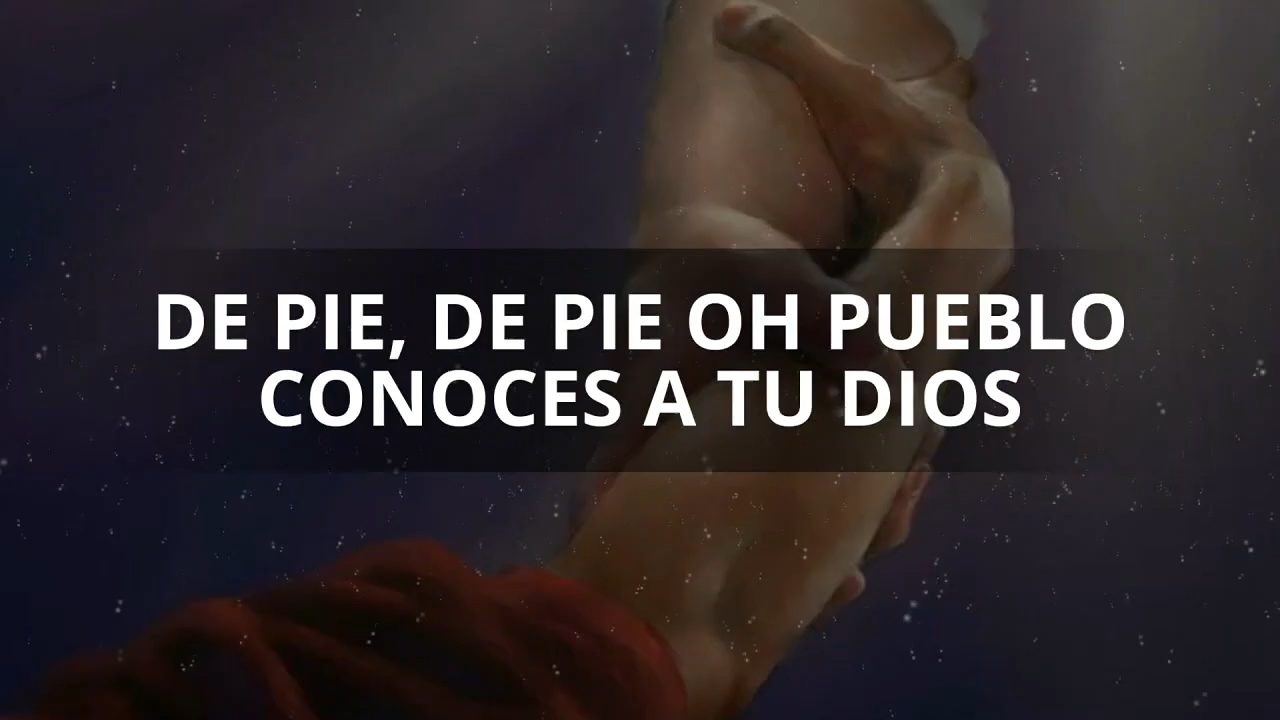 DE PIE, DE PIE OH PUEBLO
CONOCES A TU DIOS